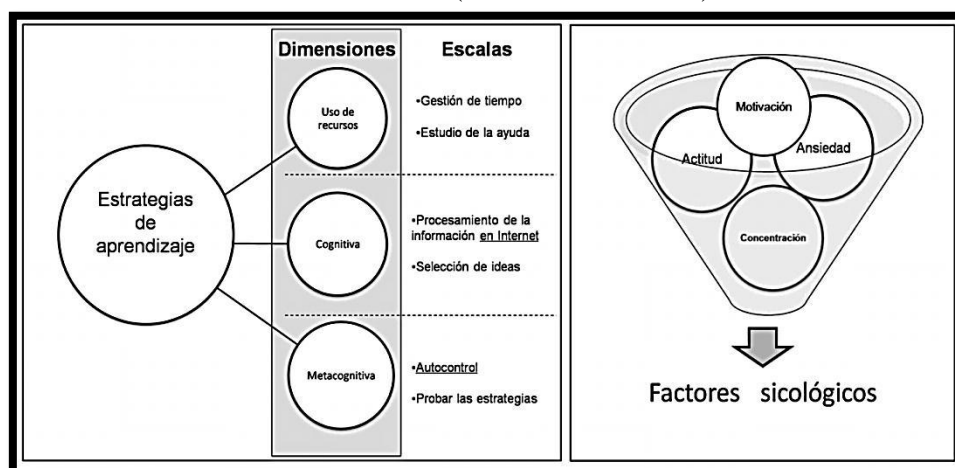 Dimensiones
Escalas
Estrategias
de
aprendizaje
Uso de
recursos
•Gestión de tiempo
•Estudio de la ayuda
Cognitiva
•Procesamiento de la
información en Internet
•Selección de ideas
Metacognitiva
•Autocontrol
•Probar las estrategias
Motivación
Actitud
Ansiedad
Concentración
Factores sicológicos